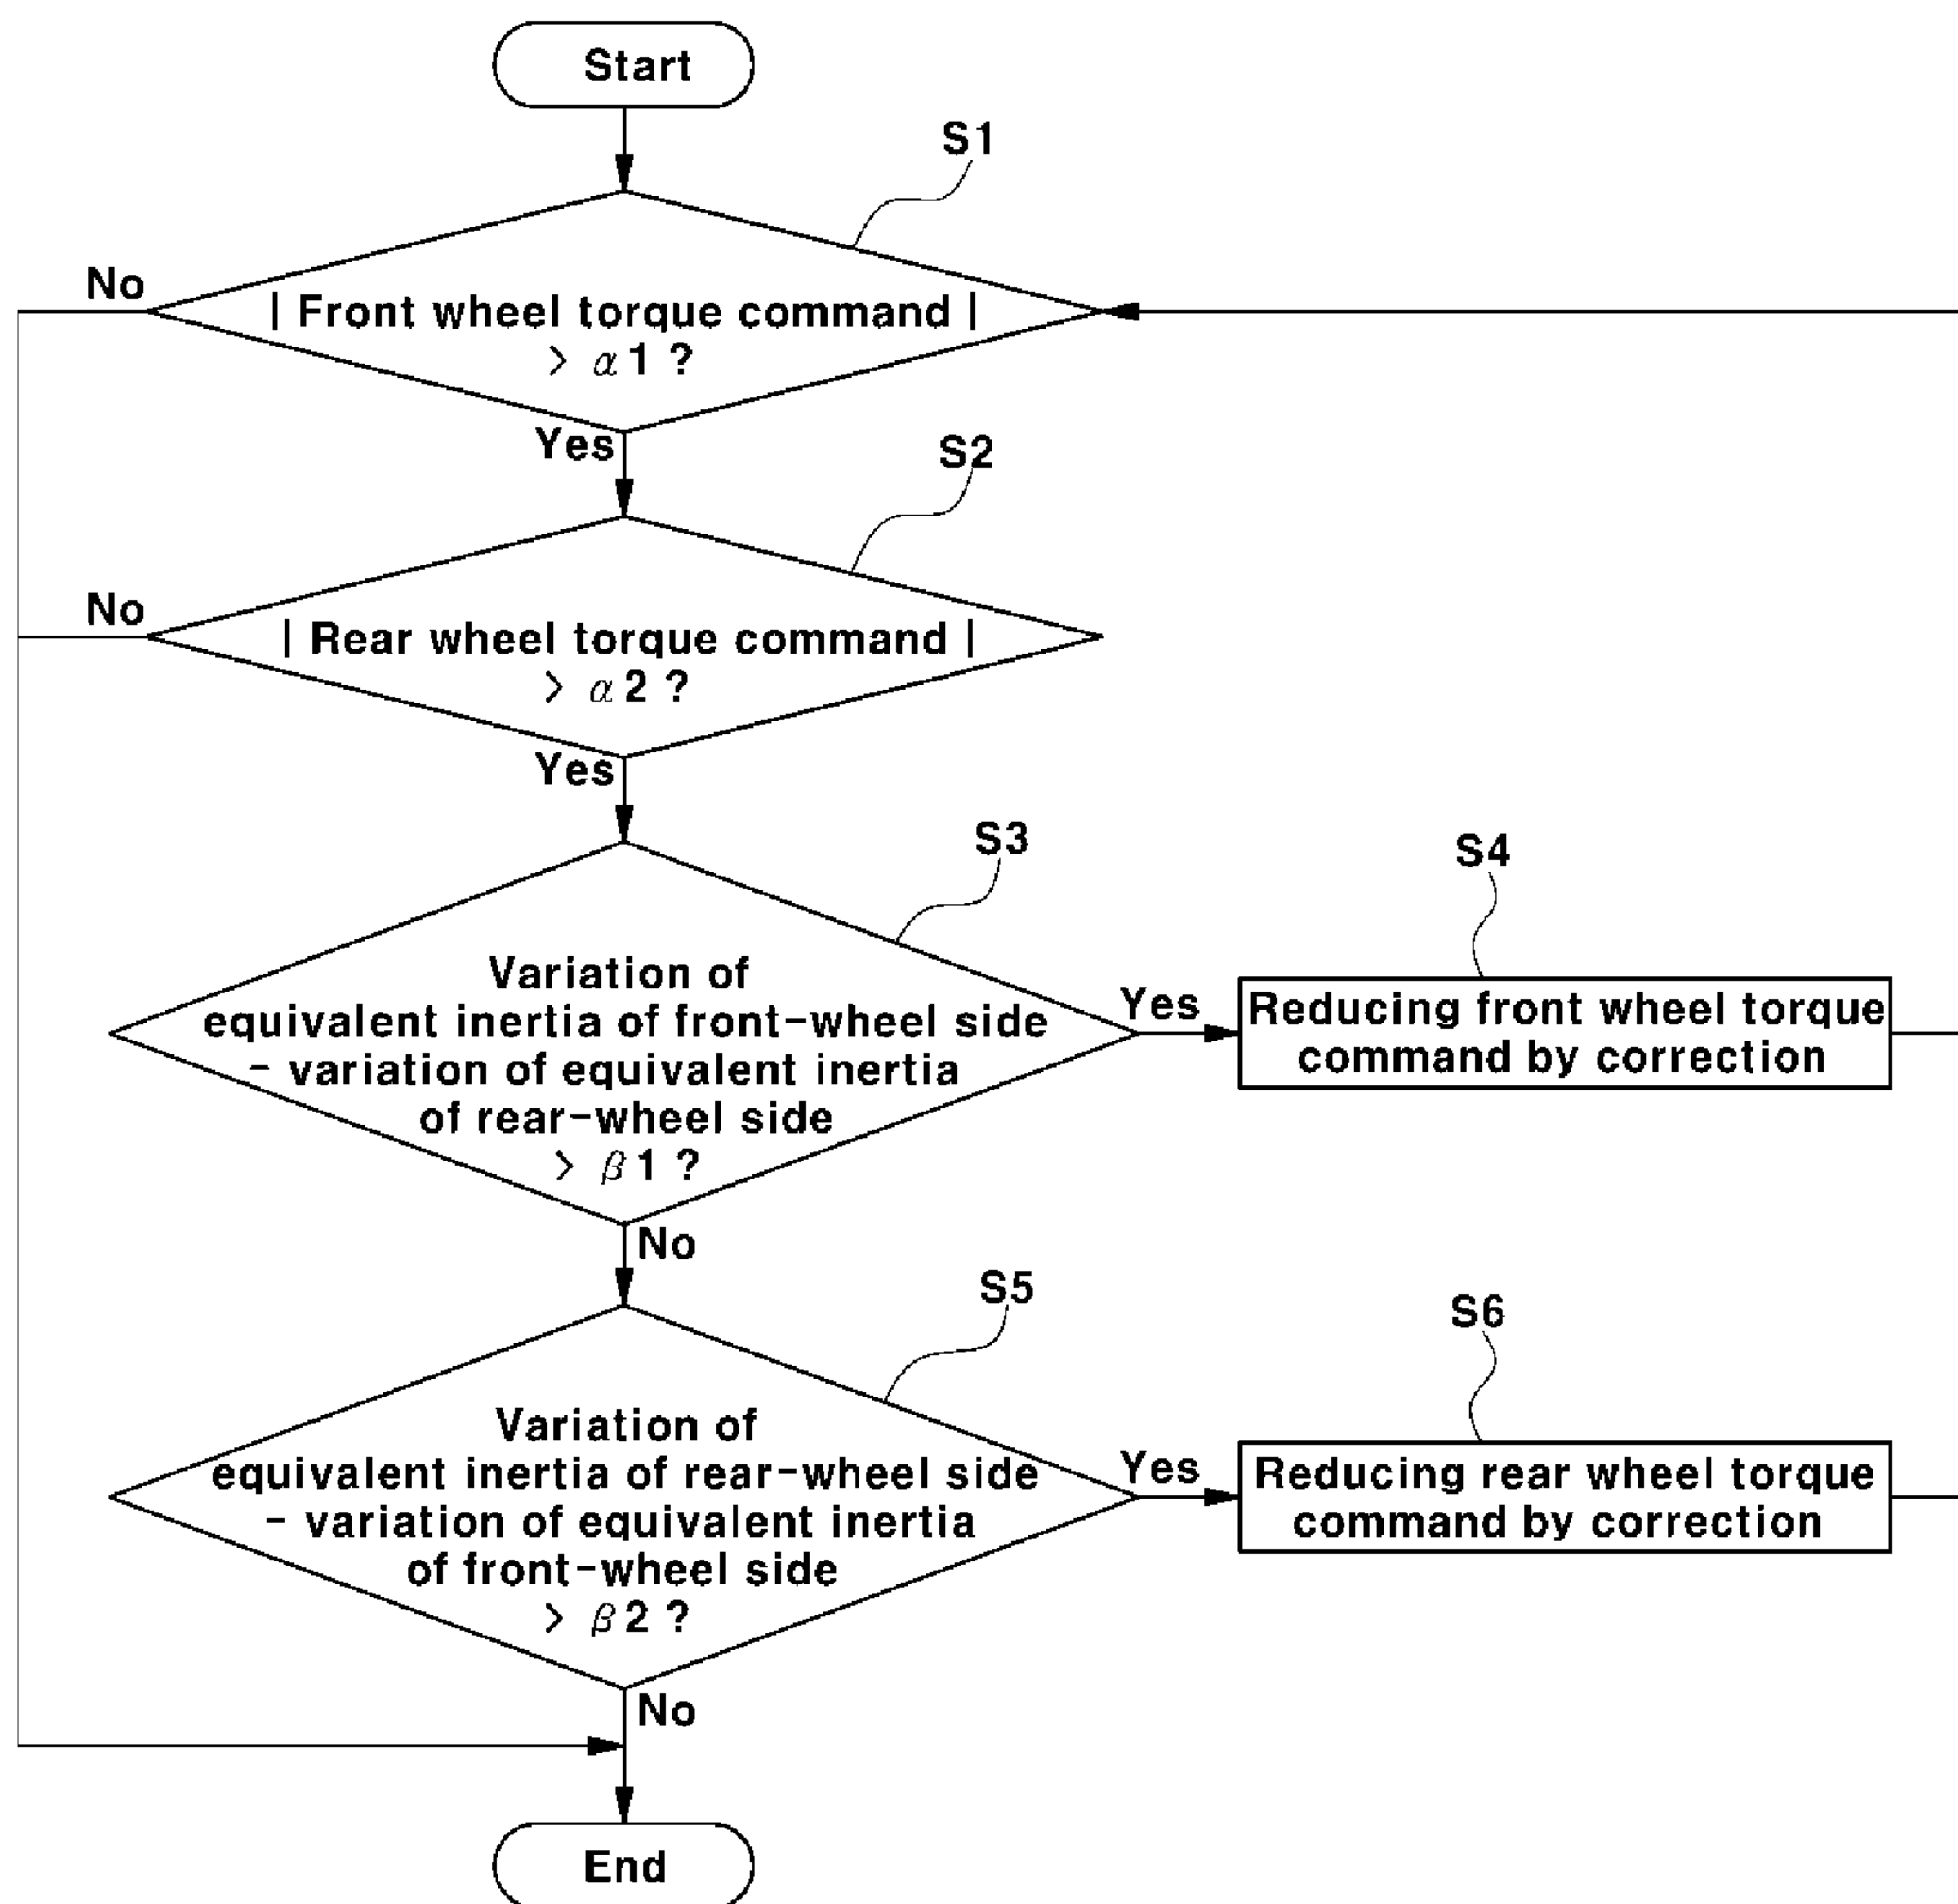 Start
S1
No
| Front wheel torque command |
> α1 ?
Yes
S2
No
| Rear wheel torque command |
> α2 ?
Yes
S3
Variation of
equivalent inertia of front-wheel side
- variation of equivalent inertia
of rear-wheel side
> β1 ?
Yes
S4
Reducing front wheel torque
command by correction
No
S5
Variation of
equivalent inertia of rear-wheel side
- variation of equivalent inertia
of front-wheel side
> β2 ?
Yes
S6
Reducing rear wheel torque
command by correction
No
End